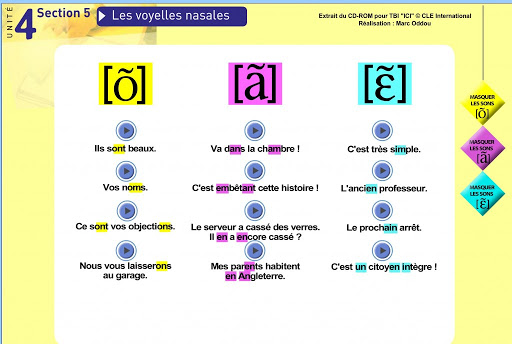 UNITÉ
4
Section 5
Les voyelles nasales
Extrait du CD-ROM pour TBI "ICI" © CLE International
Réalisation : Marc Oddou
[õ]
[ã]
[ɛ̃]
Ils sont beaux.
Va dans la chambre !
C'est très simple.
Vos noms.
C'est embêtant cette histoire !
L'ancien professeur.
Ce sont vos objections.
Le serveur a cassé des verres.
Il en a encore cassé ?
Le prochain arrêt.
Nous vous laisserons
au garage.
Mes parents habitent
en Angleterre.
C'est un citoyen intègre !
MASQUER
LES SONS
[õ]
MASQUER
LES SONS
[ã]
MASQUER
LES SONS
[ɛ̃]